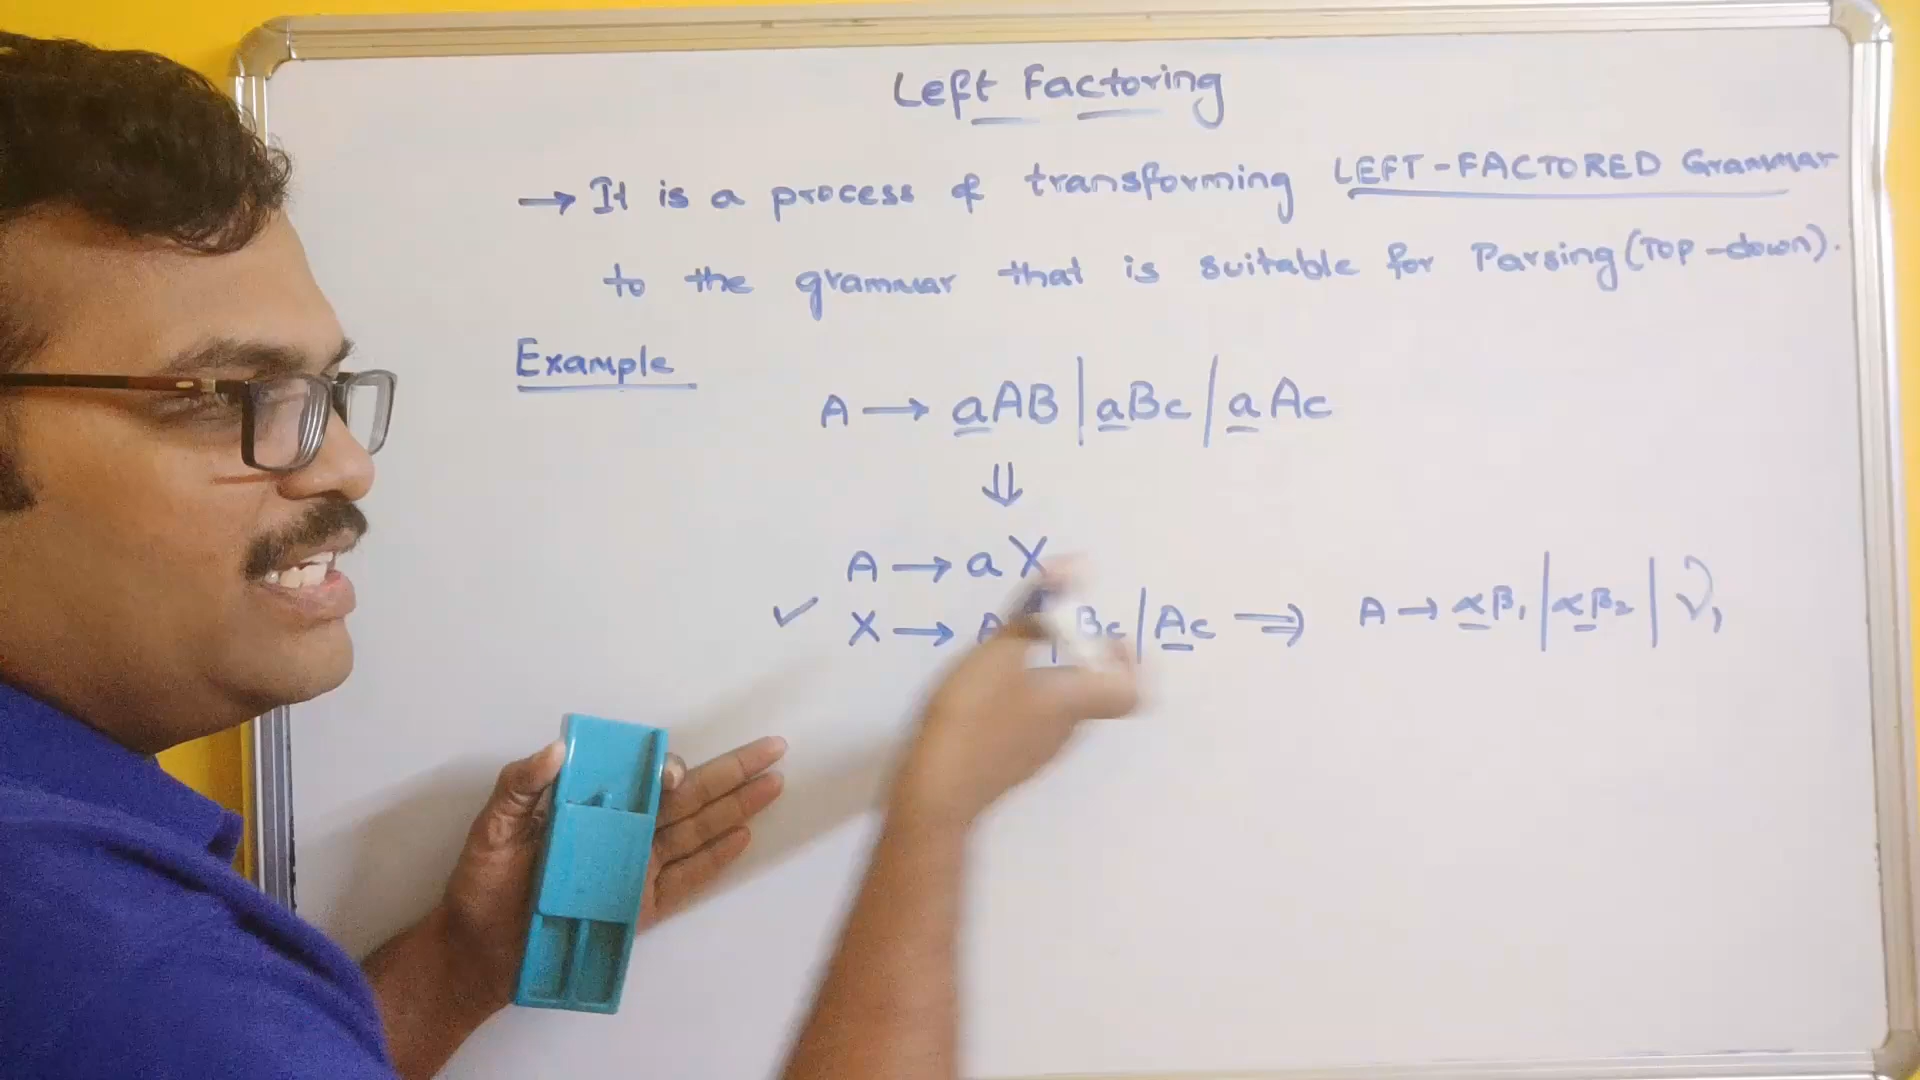 Left Factoring
→ It is a process of transforming LEFT-FACTORED Grammar
to the grammar that is suitable for Parsing (Top-down).
Example
A → aAB | aBc | aAc
⇓
A → aX
✓ X → A | Bc | Ac ⇒ A → αβ₁ | αβ₂ | γ₁